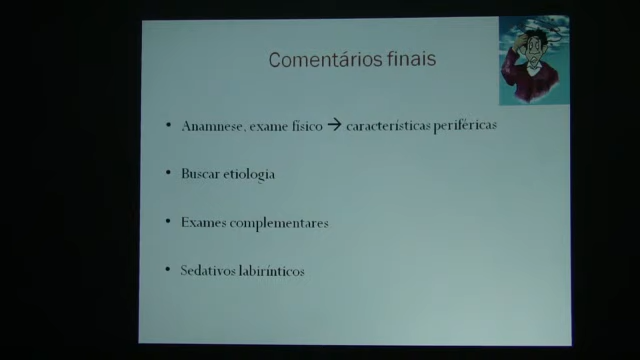 Comentários finais
• Anamnese, exame físico → características periféricas
• Buscar etiologia
• Exames complementares
• Sedativos labirínticos